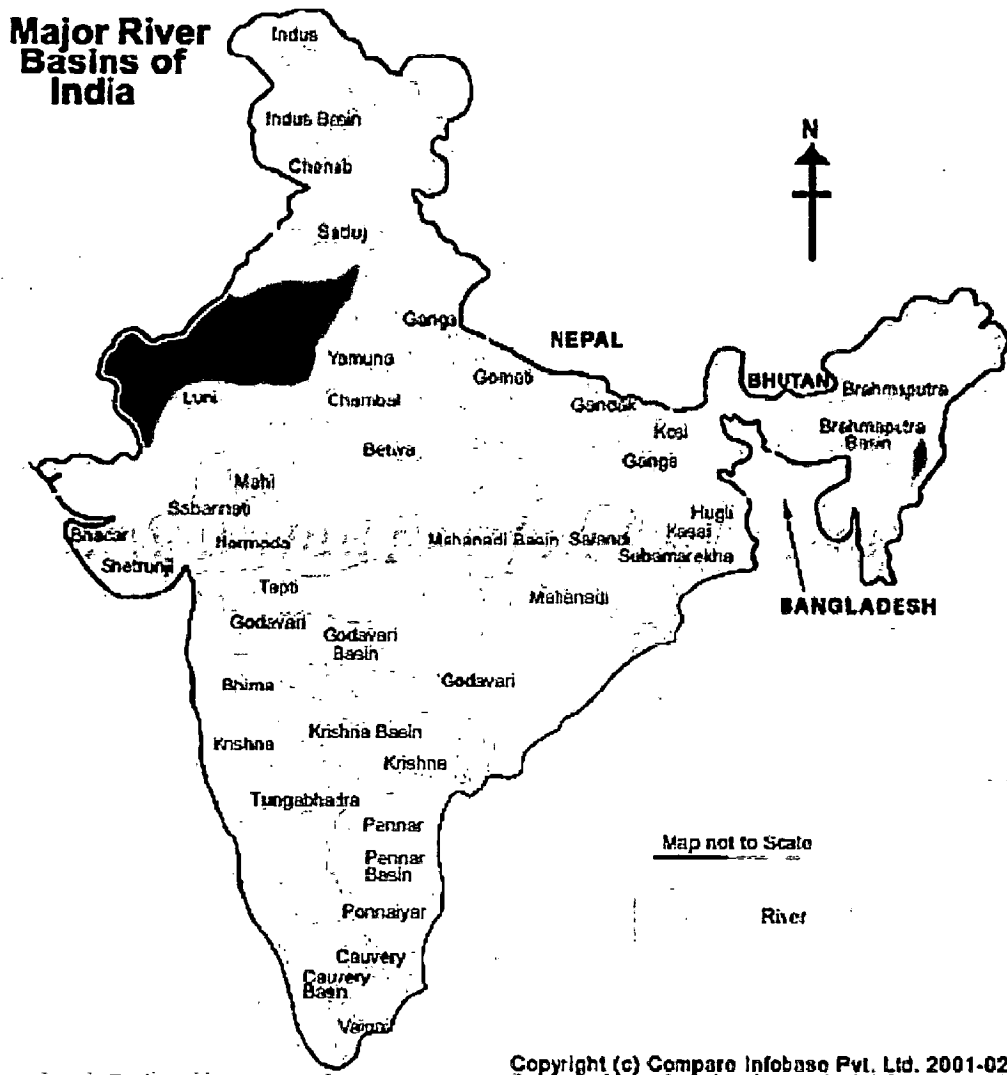 Major River
Basins of
India
Indus
N
Indus Basin
Chenab
Satluj
Ganga
NEPAL
Yamuna
Gomati
BHUTAN
Brahmaputra
Luni
Chambal
Gandak
Kosi
Brahmaputra
Basin
Betwa
Ganga
Mahi
Sabarmati
Hugli
Bhadar
Narmada
Mahanadi Basin
Kasai
Shetrunji
Subarnarekha
Tapti
Mahanadi
BANGLADESH
Godavari
Godavari
Basin
Bhima
Godavari
Krishna
Krishna Basin
Krishna
Tungabhadra
Pennar
Map not to Scale
Pennar
Basin
Ponnaiyar
River
Cauvery
Cauvery
Basin
Vaigai
Copyright (c) Compare Infobase Pvt. Ltd. 2001-02